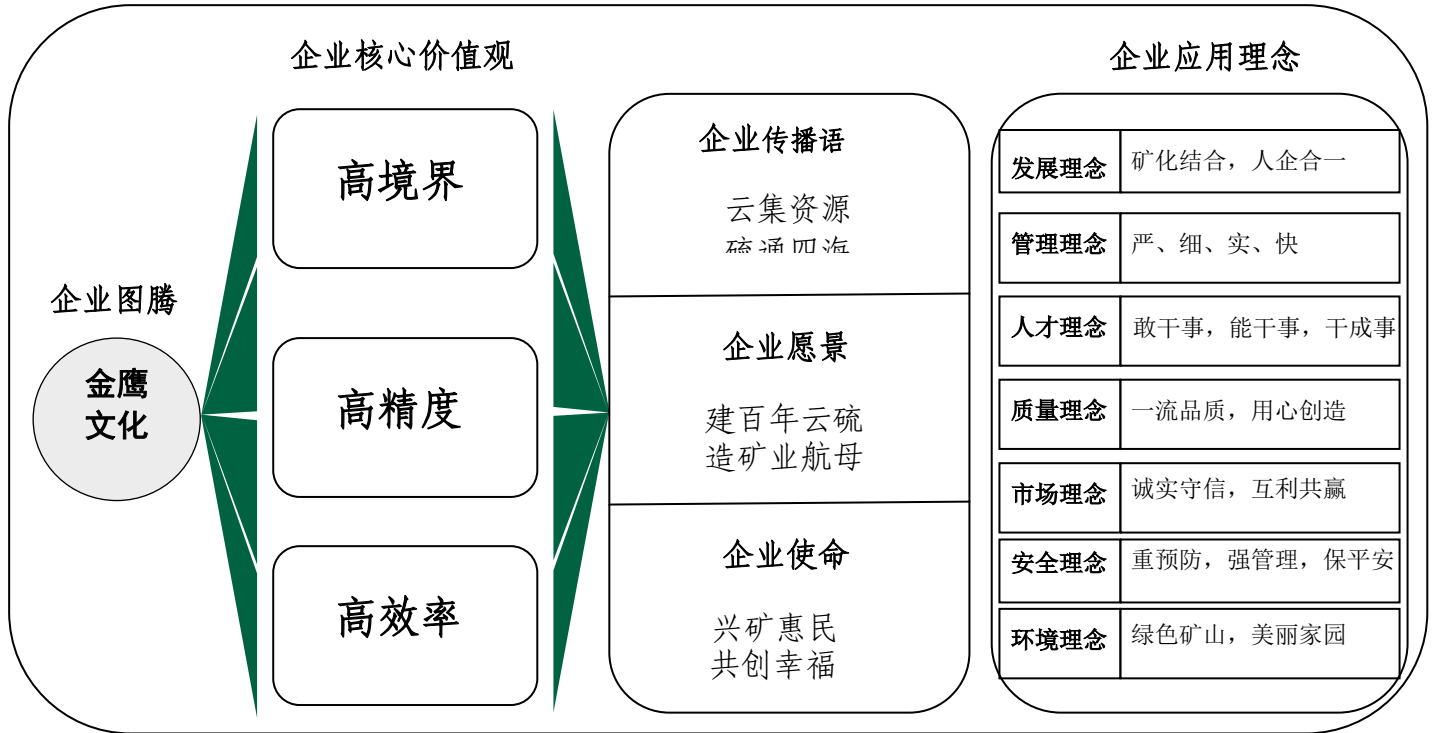 企业核心价值观
企业应用理念
企业图腾
金鹰
文化
高境界
高精度
高效率
企业传播语
云集资源
硫通四海
企业愿景
建百年云硫
造矿业航母
企业使命
兴矿惠民
共创幸福
发展理念 矿化结合，人企合一
管理理念 严、细、实、快
人才理念 敢干事，能干事，干成事
质量理念 一流品质，用心创造
市场理念 诚实守信，互利共赢
安全理念 重预防，强管理，保平安
环境理念 绿色矿山，美丽家园